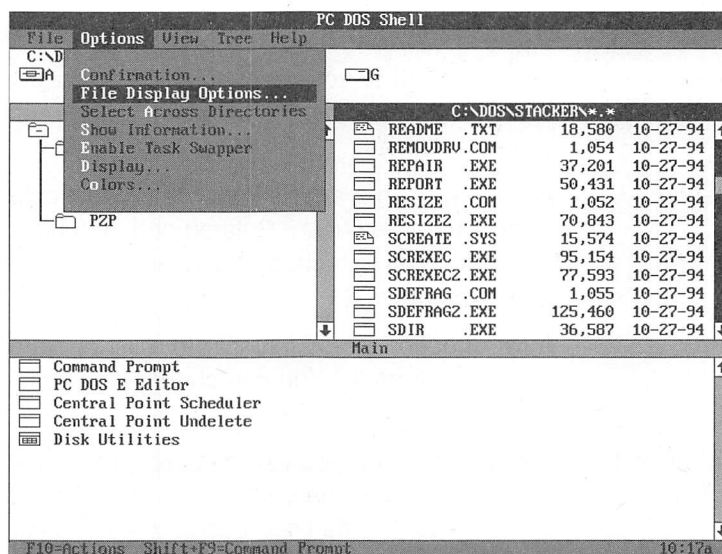 PC DOS Shell
File Options View Tree Help
C:\D
A G
Confirmation...
File Display Options...
Select Across Directories
Show Information...
Enable Task Swapper
Display...
Colors...
PZP
C:\DOS\STACKER\*.*
README .TXT 18,580 10-27-94
REMOVDRV.COM 1,054 10-27-94
REPAIR .EXE 37,201 10-27-94
REPORT .EXE 50,431 10-27-94
RESIZE .COM 1,052 10-27-94
RESIZE2 .EXE 70,843 10-27-94
SCREATE .SYS 15,574 10-27-94
SCREXEC .EXE 95,154 10-27-94
SCREXEC2.EXE 77,593 10-27-94
SDEFRAG .COM 1,055 10-27-94
SDEFRAG2.EXE 125,460 10-27-94
SDIR .EXE 36,587 10-27-94
Main
Command Prompt
PC DOS E Editor
Central Point Scheduler
Central Point Undelete
Disk Utilities
F10=Actions Shift+F9=Command Prompt 10:17a